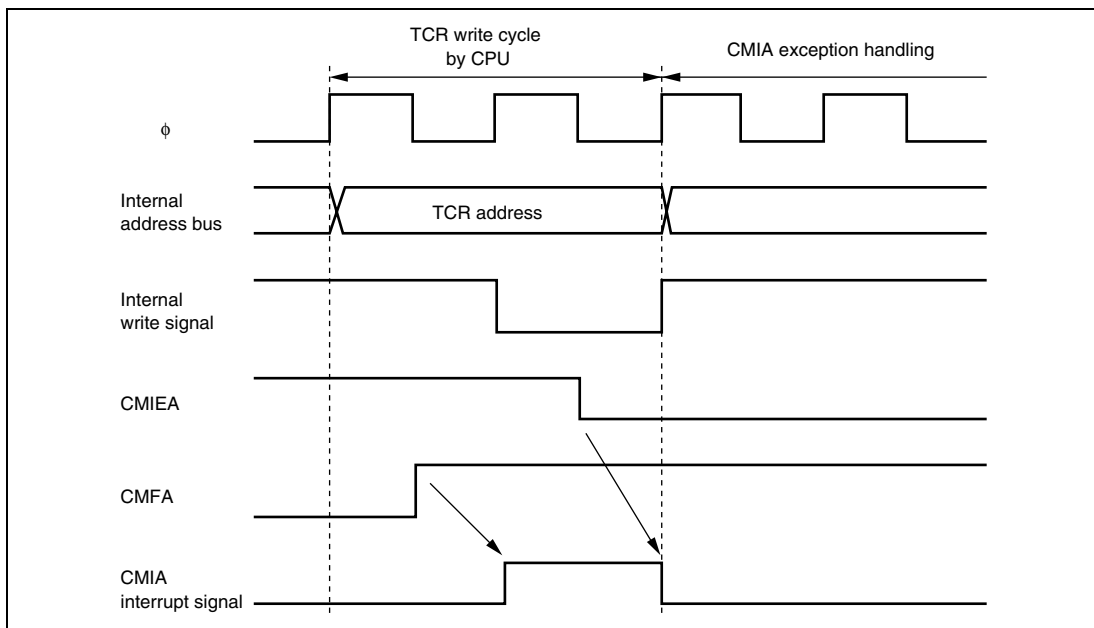 TCR write cycle
by CPU
CMIA exception handling
ϕ
Internal
address bus
TCR address
Internal
write signal
CMIEA
CMFA
CMIA
interrupt signal